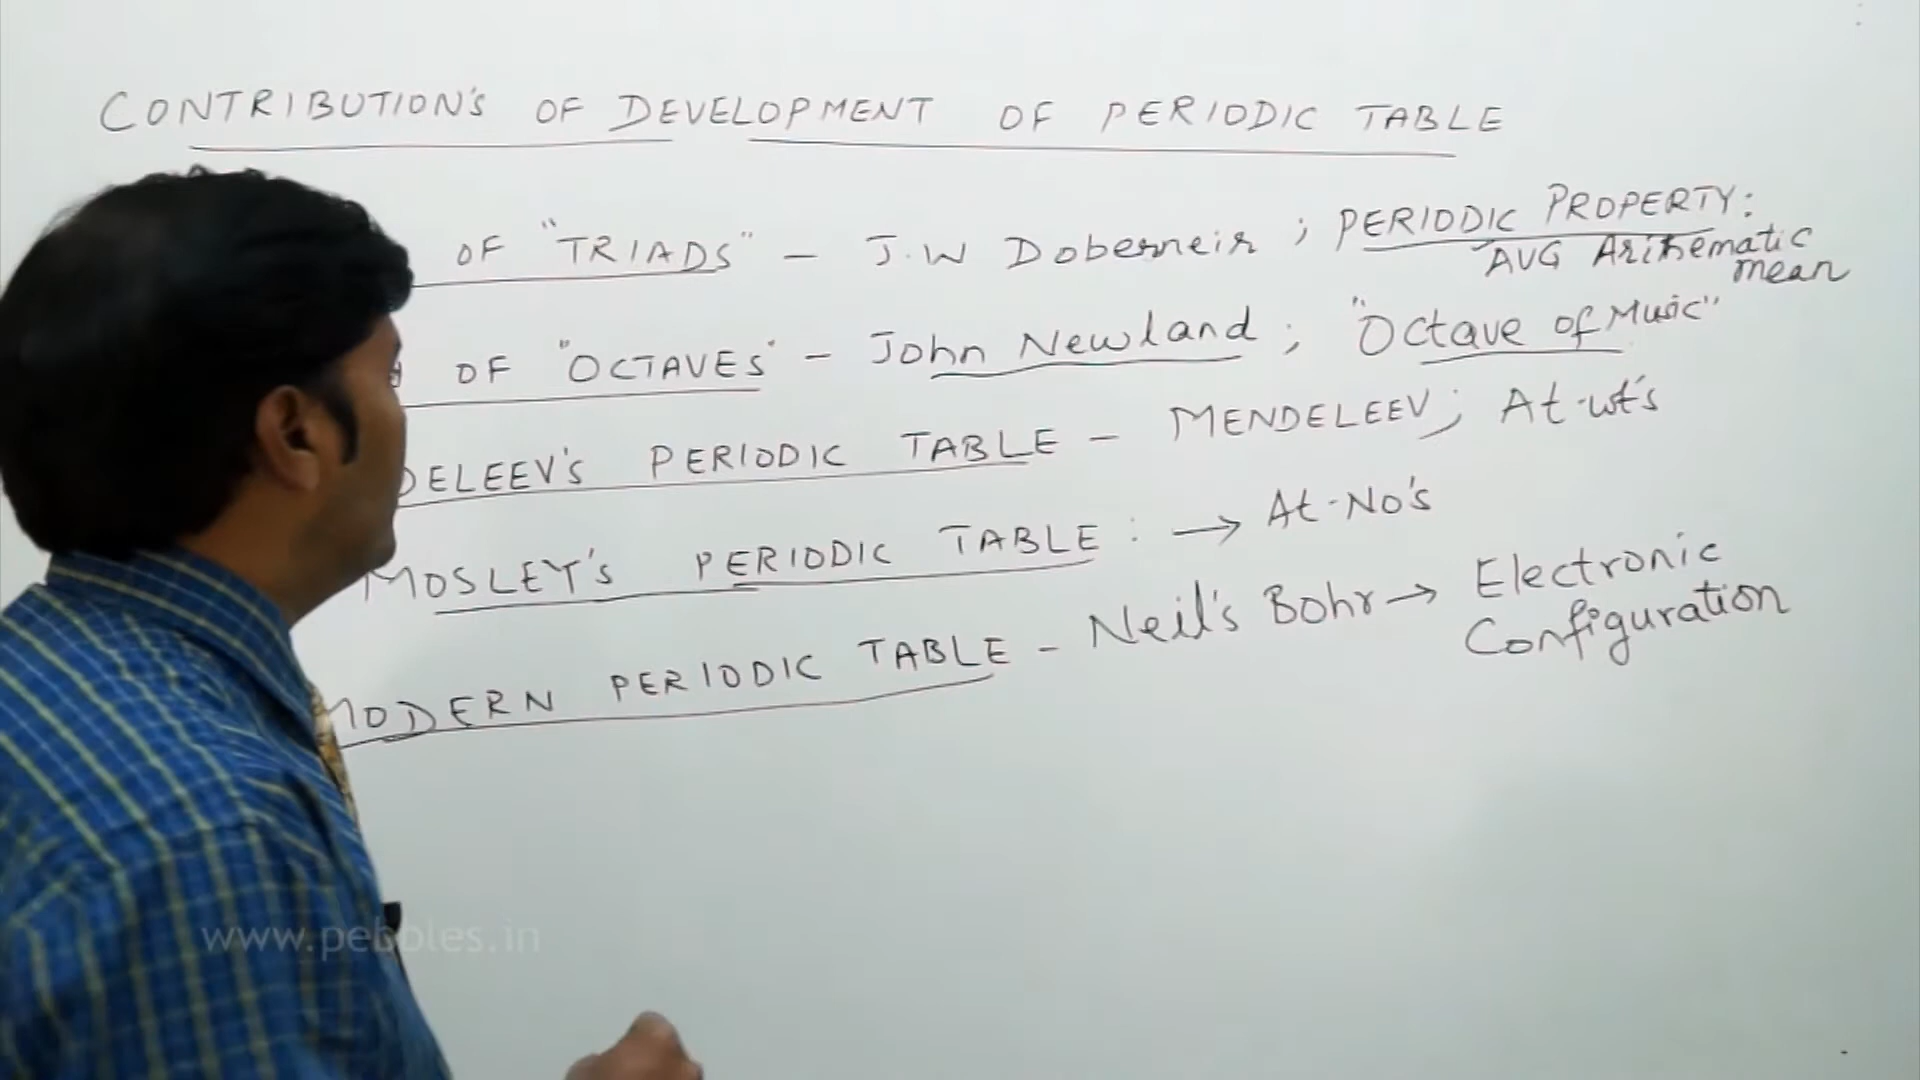 CONTRIBUTION'S OF DEVELOPMENT OF PERIODIC TABLE
OF "TRIADS" - J.W Doberneir ; PERIODIC PROPERTY:
AVG Arithematic
mean
OF "OCTAVES" - John Newland ; "Octave of Music"
DELEEV'S PERIODIC TABLE - MENDELEEV; At-wt's
MOSLEY'S PERIODIC TABLE : → At-No's
MODERN PERIODIC TABLE - Neil's Bohr → Electronic
Configuration
www.pebbles.in